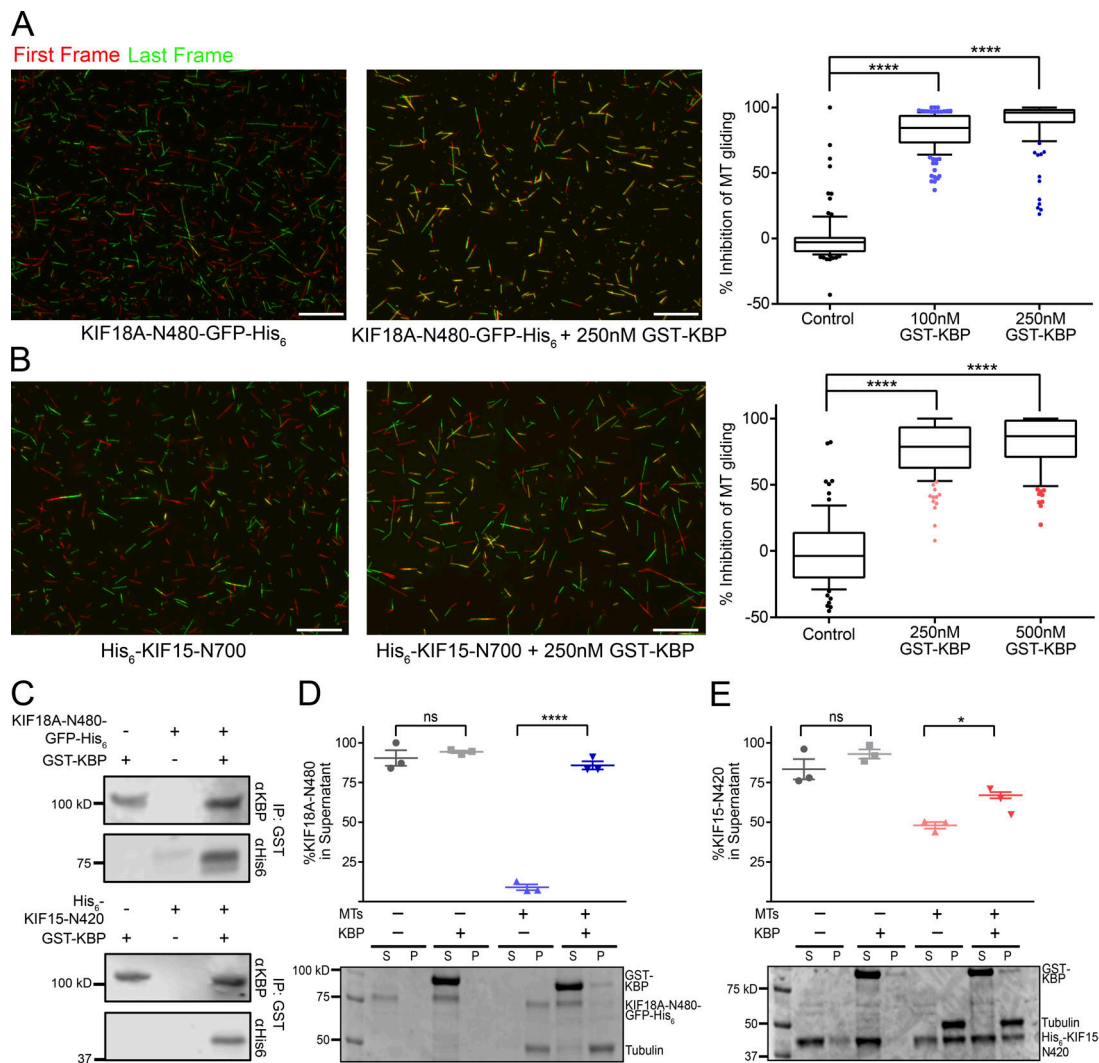 A
First Frame Last Frame
KIF18A-N480-GFP-His6
KIF18A-N480-GFP-His6 + 250nM GST-KBP
% Inhibition of MT gliding
100
50
0
-50
****
****
Control
100nM
GST-KBP
250nM
GST-KBP
B
His6-KIF15-N700
His6-KIF15-N700 + 250nM GST-KBP
% Inhibition of MT gliding
100
50
0
-50
****
****
Control
250nM
GST-KBP
500nM
GST-KBP
C
KIF18A-N480-
GFP-His6
- + +
GST-KBP
+ - +
100 kD
αKBP
75
αHis6
IP: GST
His6-
KIF15-N420
- + +
GST-KBP
+ - +
100 kD
αKBP
37
αHis6
IP: GST
D
%KIF18A-N480
in Supernatant
100
75
50
25
ns
****
MTs – – + +
KBP – + – +
S P S P S P S P
100 kD
75
50
GST-
KBP
KIF18A-N480-
GFP-His6
Tubulin
E
%KIF15-N420
in Supernatant
100
75
50
25
ns
*
MTs – – + +
KBP – + – +
S P S P S P S P
75 kD
50
37
GST-
KBP
Tubulin
His6-KIF15
N420